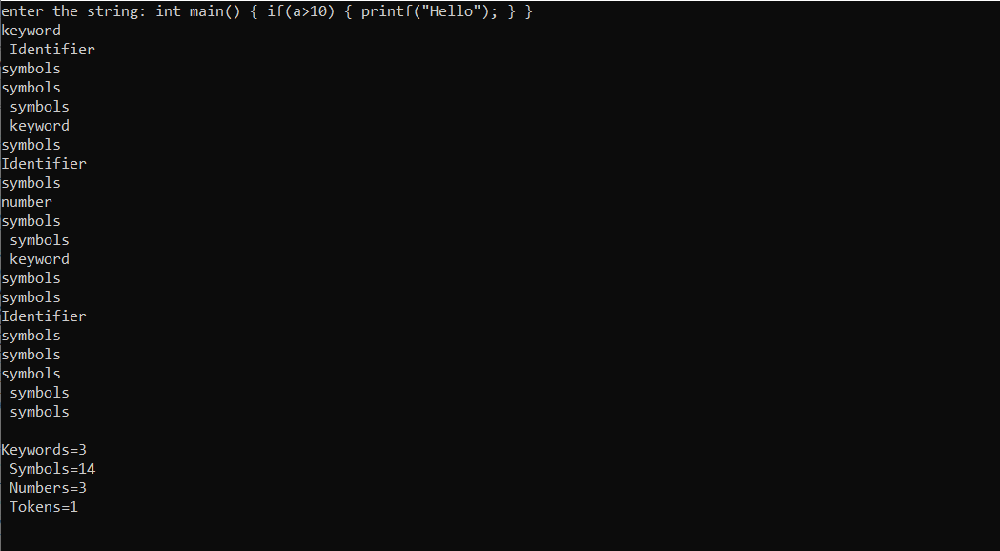 enter the string: int main() { if(a>10) { printf("Hello"); } }
keyword
 Identifier
symbols
symbols
 symbols
 keyword
symbols
Identifier
symbols
number
symbols
 symbols
 keyword
symbols
symbols
Identifier
symbols
symbols
symbols
 symbols
 symbols

Keywords=3
 Symbols=14
 Numbers=3
 Tokens=1